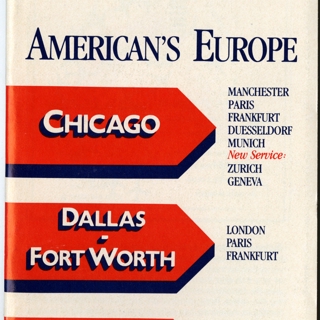 AMERICAN'S EUROPE
CHICAGO
MANCHESTER
PARIS
FRANKFURT
DUESSELDORF
MUNICH
New Service:
ZURICH
GENEVA
DALLAS
-
FORT WORTH
LONDON
PARIS
FRANKFURT